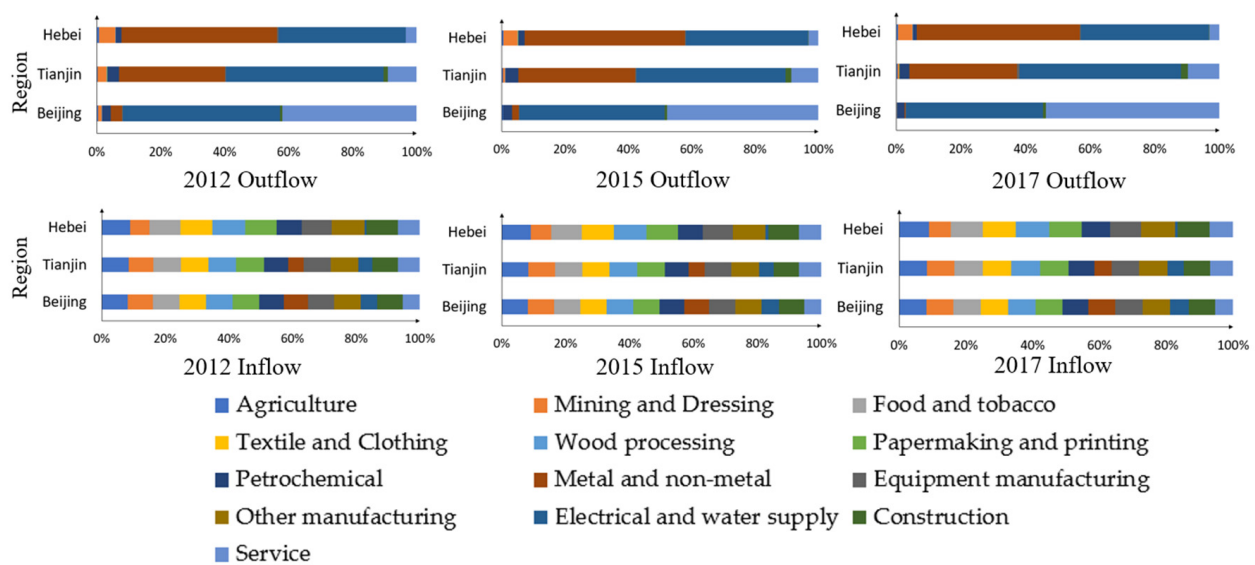 Region
Hebei
Tianjin
Beijing
0% 20% 40% 60% 80% 100%
2012 Outflow
Hebei
Tianjin
Beijing
0% 20% 40% 60% 80% 100%
2015 Outflow
Hebei
Tianjin
Beijing
0% 20% 40% 60% 80% 100%
2017 Outflow
Region
Hebei
Tianjin
Beijing
0% 20% 40% 60% 80% 100%
2012 Inflow
Hebei
Tianjin
Beijing
0% 20% 40% 60% 80% 100%
2015 Inflow
Hebei
Tianjin
Beijing
0% 20% 40% 60% 80% 100%
2017 Inflow
Agriculture Mining and Dressing Food and tobacco
Textile and Clothing Wood processing Papermaking and printing
Petrochemical Metal and non-metal Equipment manufacturing
Other manufacturing Electrical and water supply Construction
Service